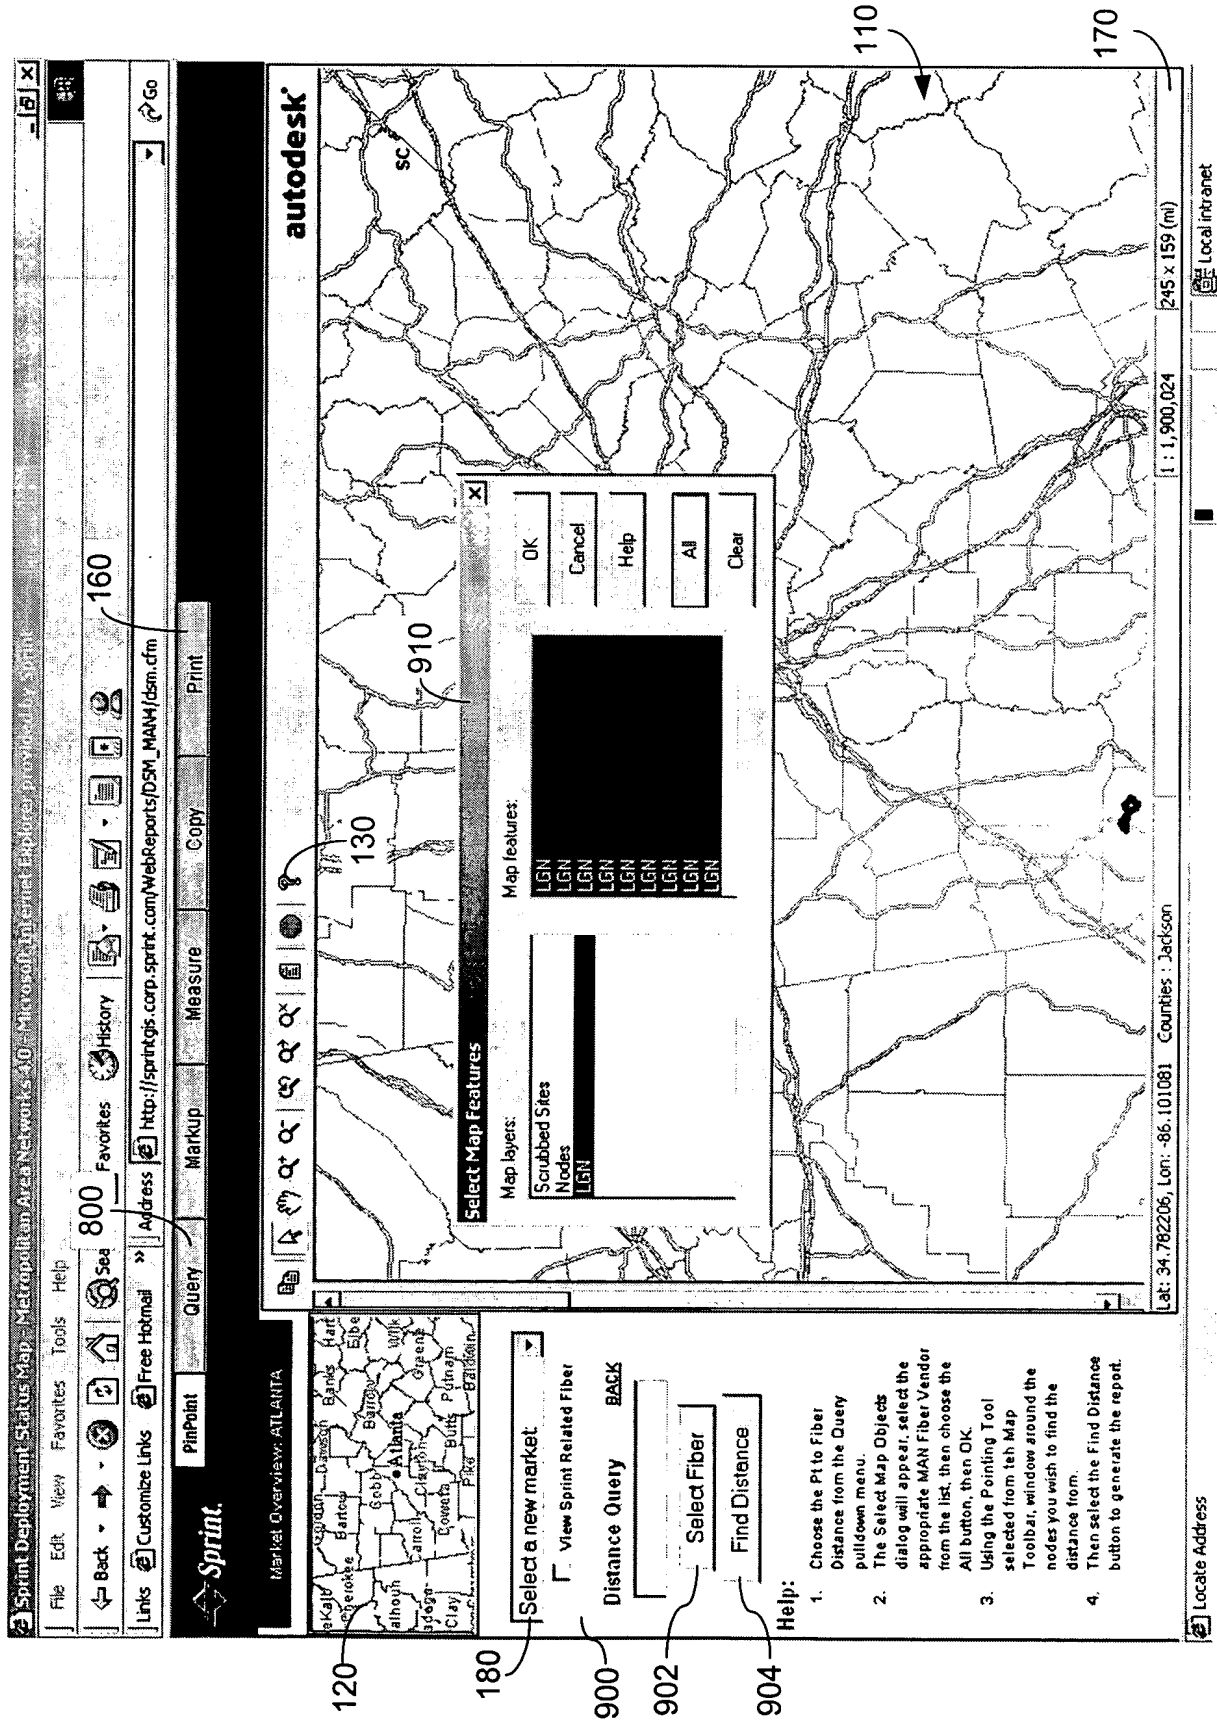 Sprint Deployment Status Map - Metropolitan Area Networks 4.0 - Microsoft Internet Explorer provided by Sprint
File Edit View Favorites Tools Help
Back Sea Favorites History
800
160
Links Customize Links Free Hotmail » Address http://sprintgis.corp.sprint.com/WebReports/DSM_MAN4/dsm.cfm Go
Sprint.
PinPoint Query Markup Measure Copy Print
Market Overview: ATLANTA
autodesk
130
120
eKalb
herokee
alhoun
adoga
Clay
Gordon
Bartow
Dawson
Banks
Hart
Elbe
Cobb
Barrow
Atlanta
Carroll
Clayton
Coweta
Butts
Pike
Wilk
Greene
Putnam
Baldwin
180
Select a new market
View Sprint Related Fiber
900
Distance Query BACK
902
Select Fiber
904
Find Distance
Help:
1. Choose the Pt to Fiber
Distance from the Query
pulldown menu.
2. The Select Map Objects
dialog will appear, select the
appropriate MAN Fiber Vendor
from the list, then choose the
All button, then OK.
3. Using the Pointing Tool
selected from teh Map
Toolbar, window around the
nodes you wish to find the
distance from.
4. Then select the Find Distance
button to generate the report.
SC
910
Select Map Features
Map layers:
Scrubbed Sites
Nodes
LGN
Map features:
LGN
LGN
LGN
LGN
LGN
LGN
LGN
LGN
LGN
OK
Cancel
Help
All
Clear
110
170
Lat: 34.782206, Lon: -86.101081 Counties : Jackson 1 : 1,900,024 245 x 159 (mi)
Locate Address Local intranet